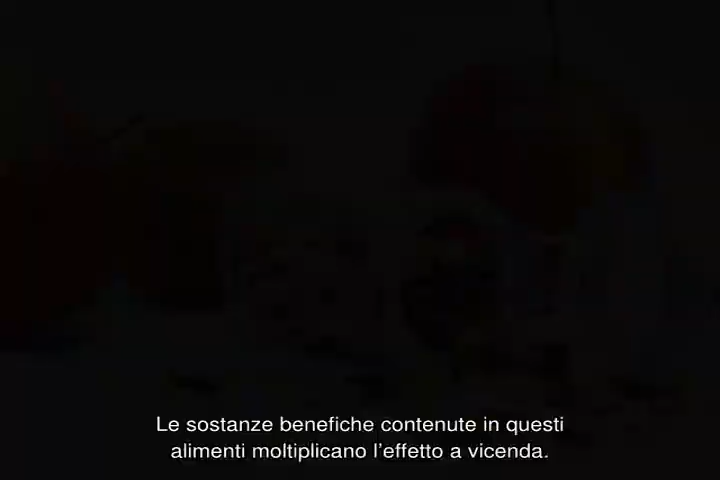 Le sostanze benefiche contenute in questi
alimenti moltiplicano l'effetto a vicenda.